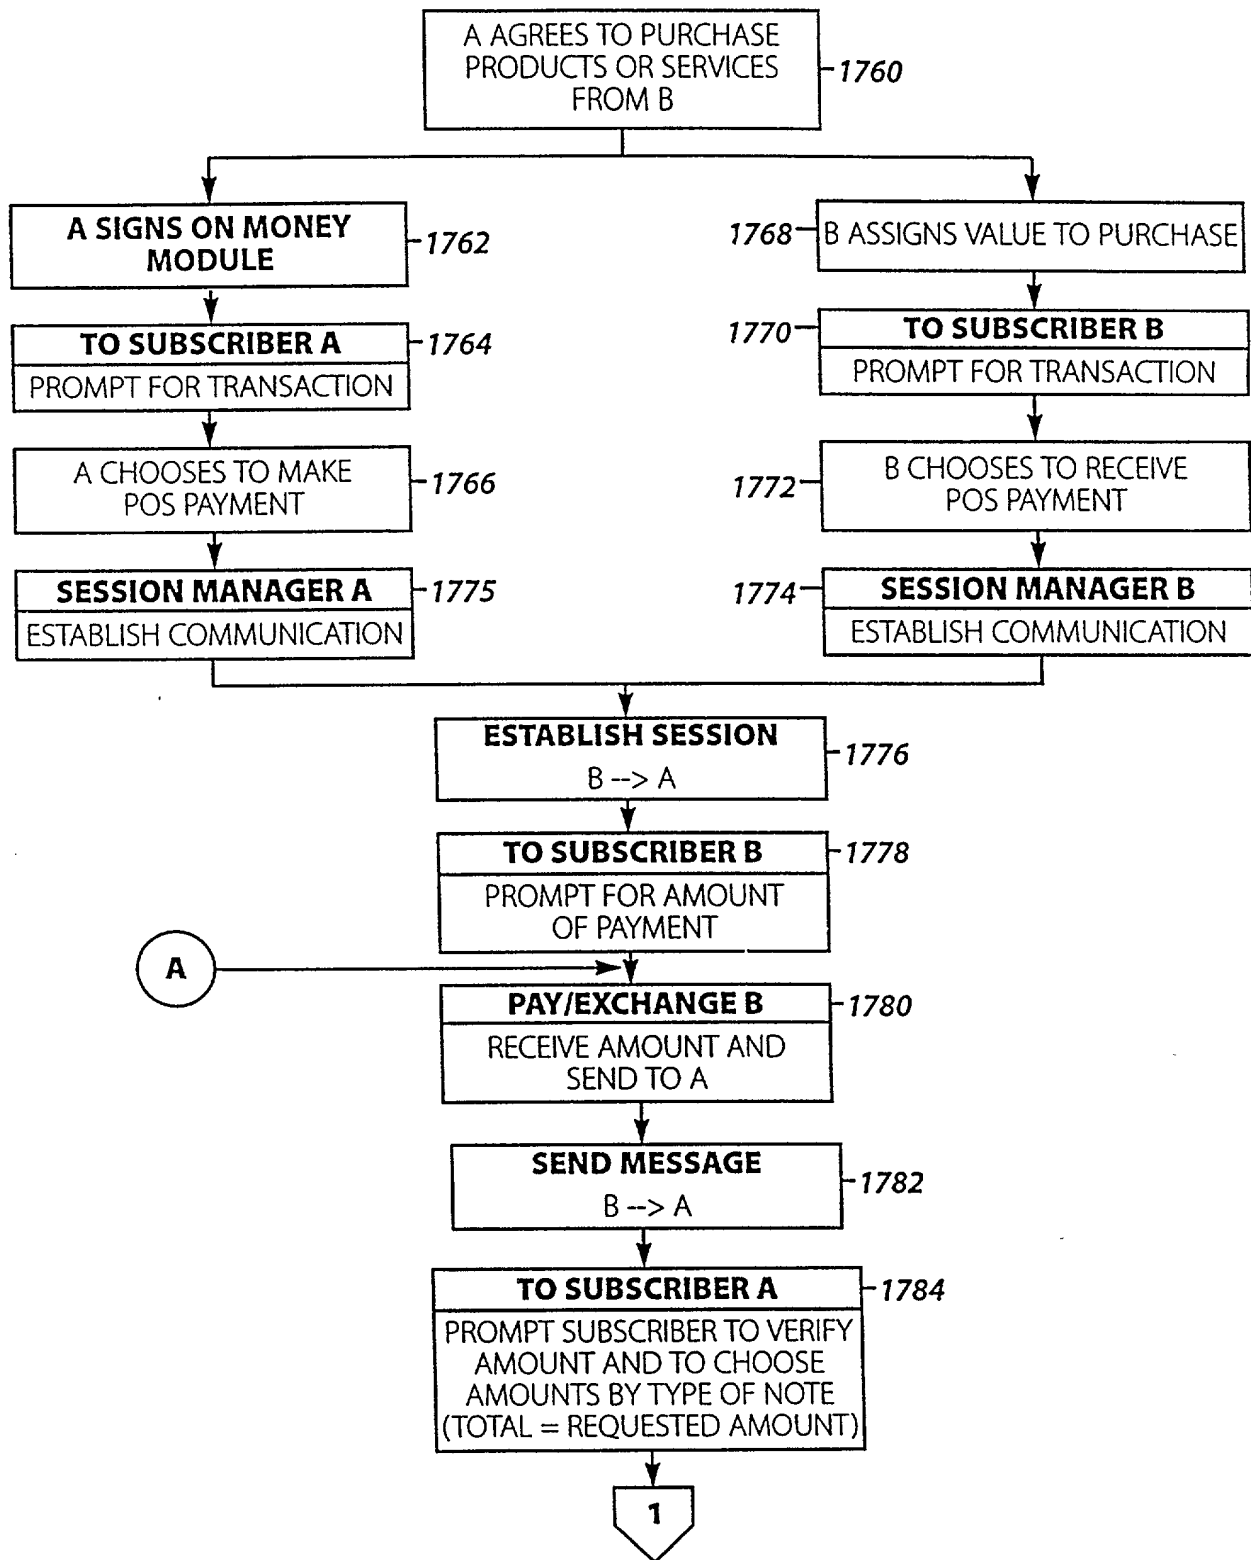 A AGREES TO PURCHASE
PRODUCTS OR SERVICES
FROM B
1760
A SIGNS ON MONEY
MODULE
1762
1768
B ASSIGNS VALUE TO PURCHASE
TO SUBSCRIBER A
1764
PROMPT FOR TRANSACTION
1770
TO SUBSCRIBER B
PROMPT FOR TRANSACTION
A CHOOSES TO MAKE
POS PAYMENT
1766
1772
B CHOOSES TO RECEIVE
POS PAYMENT
SESSION MANAGER A
1775
ESTABLISH COMMUNICATION
1774
SESSION MANAGER B
ESTABLISH COMMUNICATION
ESTABLISH SESSION
B --> A
1776
TO SUBSCRIBER B
1778
PROMPT FOR AMOUNT
OF PAYMENT
A
PAY/EXCHANGE B
1780
RECEIVE AMOUNT AND
SEND TO A
SEND MESSAGE
B --> A
1782
TO SUBSCRIBER A
1784
PROMPT SUBSCRIBER TO VERIFY
AMOUNT AND TO CHOOSE
AMOUNTS BY TYPE OF NOTE
(TOTAL = REQUESTED AMOUNT)
1